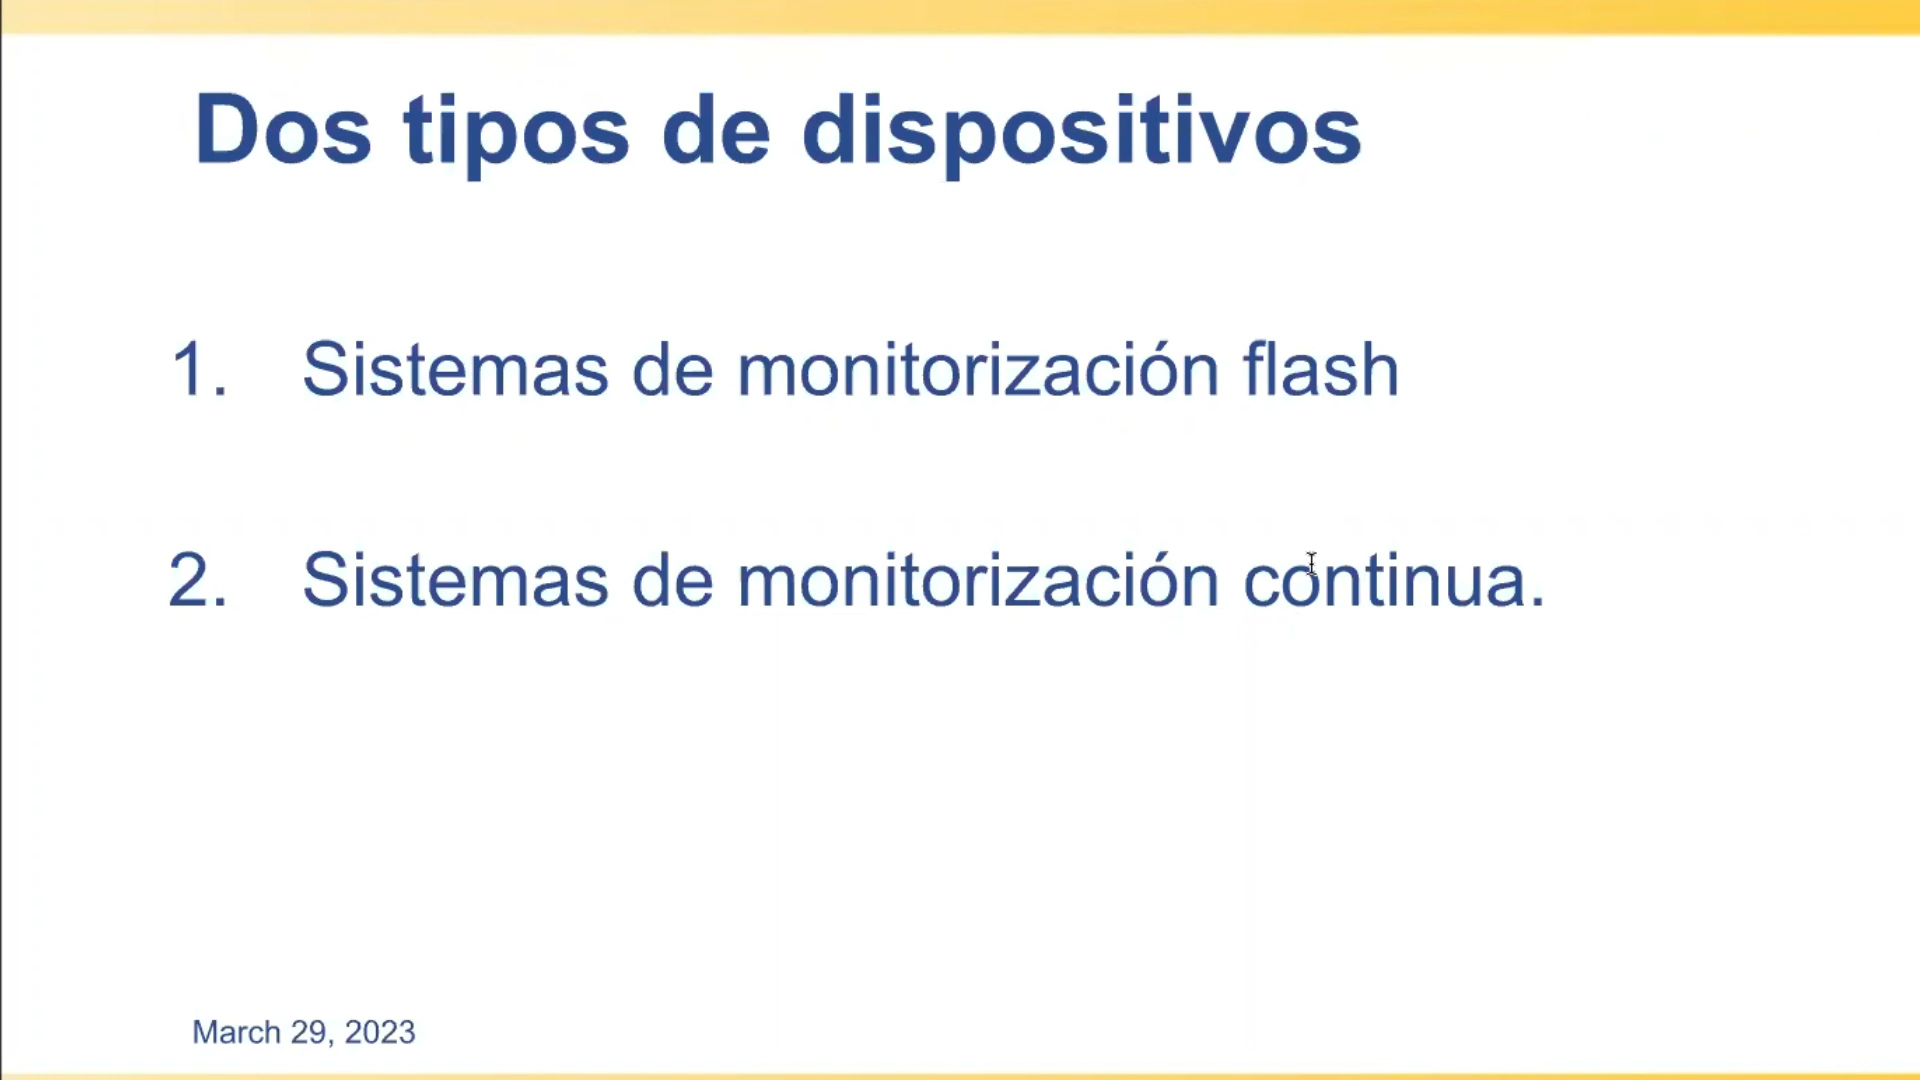 Dos tipos de dispositivos
1. Sistemas de monitorización flash
2. Sistemas de monitorización continua.
March 29, 2023